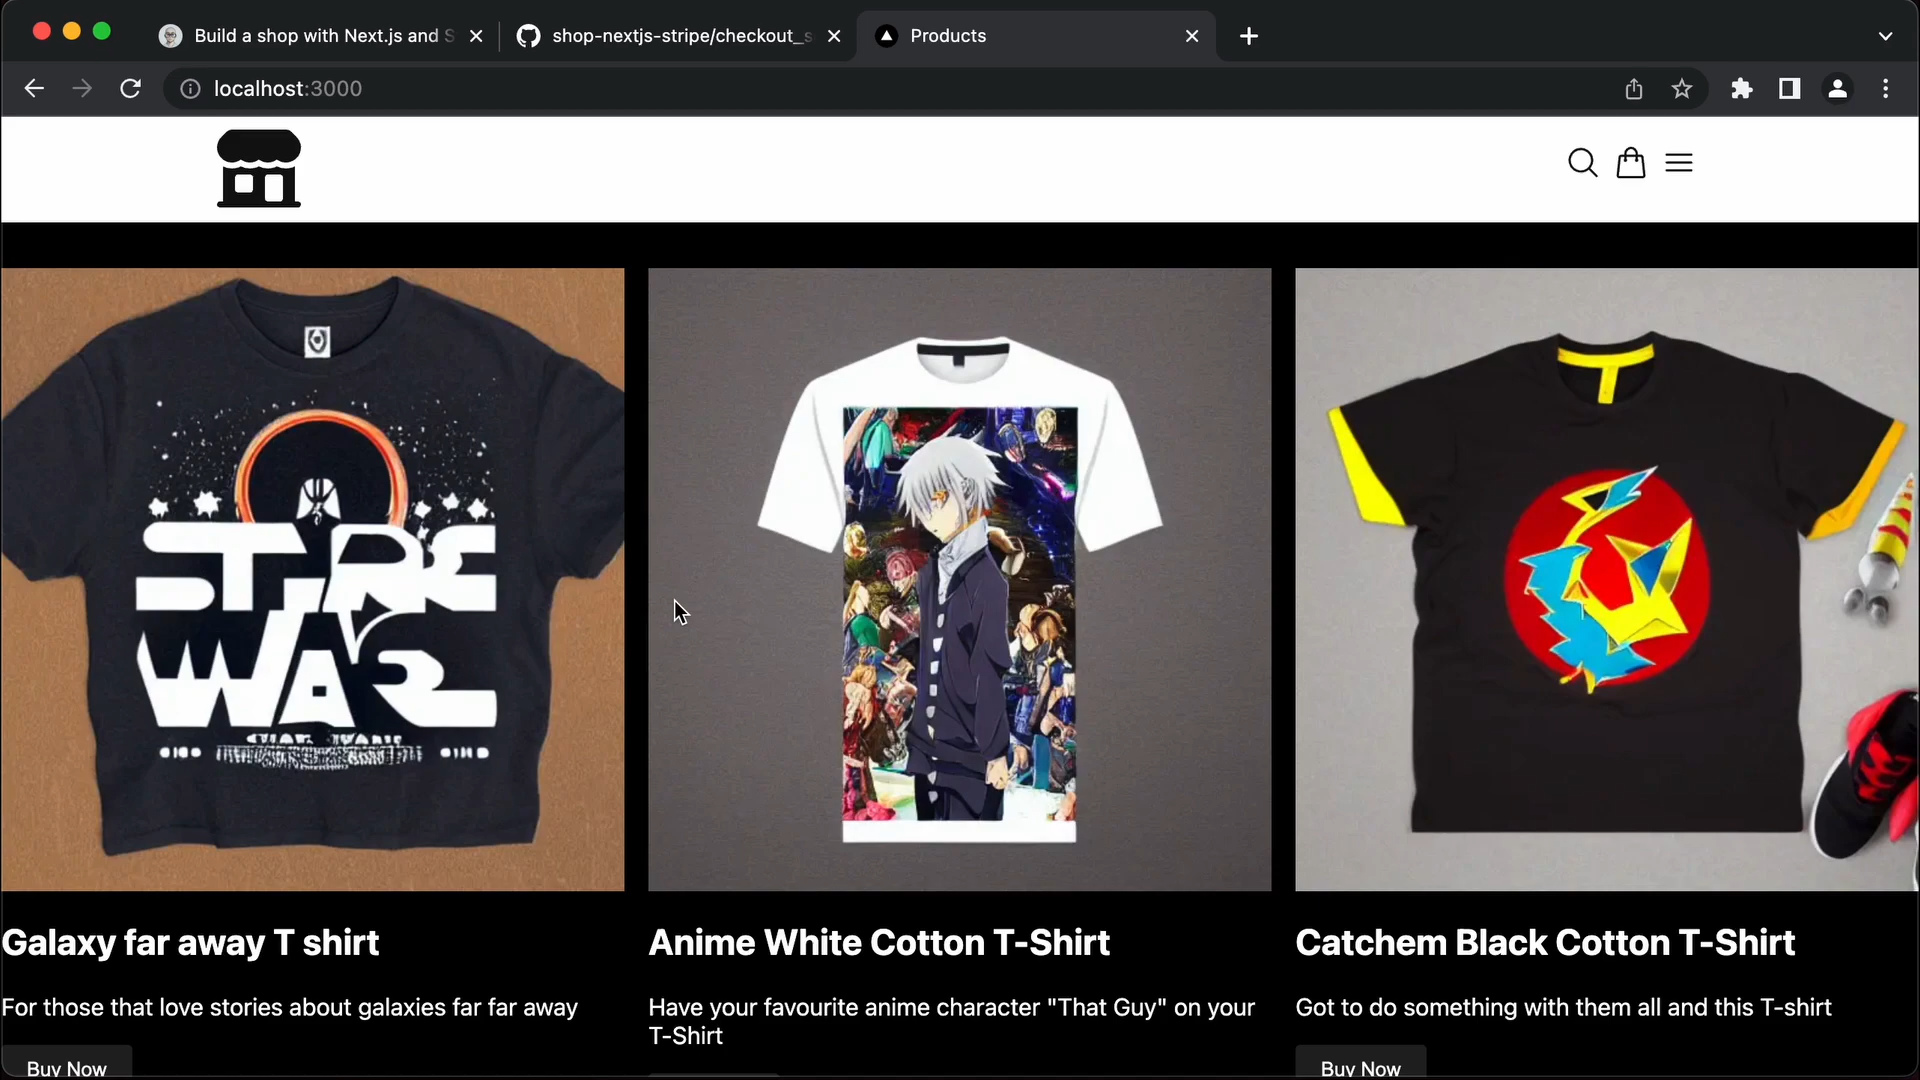 Build a shop with Next.js and S
shop-nextjs-stripe/checkout_s
Products
localhost:3000
STRE
WAR
Galaxy far away T shirt
Anime White Cotton T-Shirt
Catchem Black Cotton T-Shirt
For those that love stories about galaxies far far away
Have your favourite anime character "That Guy" on your
T-Shirt
Got to do something with them all and this T-shirt
Buy Now
Buy Now